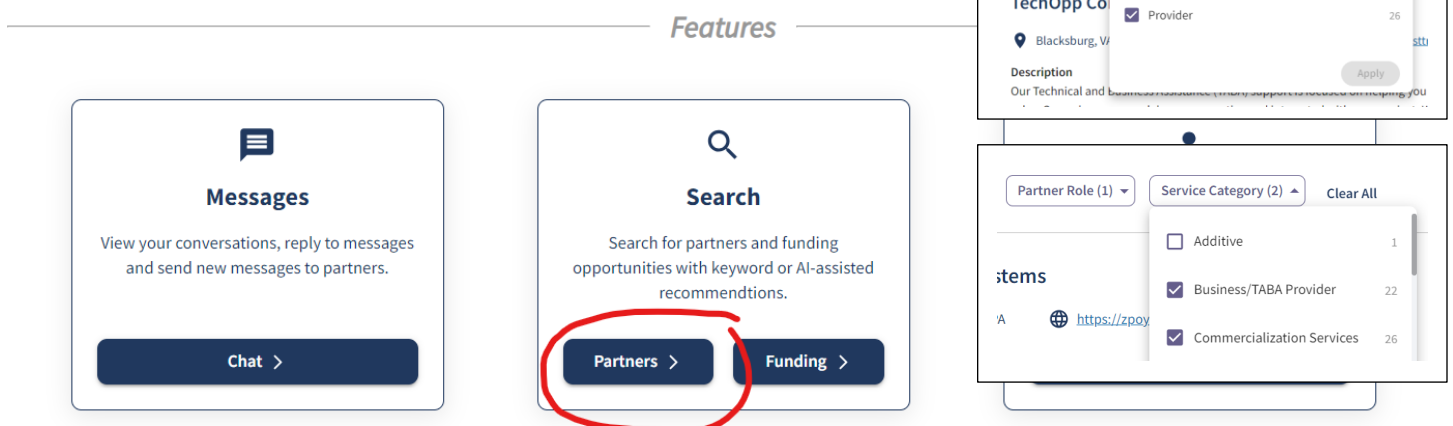 Features
Messages
View your conversations, reply to messages
and send new messages to partners.
Chat >
Search
Search for partners and funding
opportunities with keyword or AI-assisted
recommendtions.
Partners >
Funding >
TechOpp
Provider 26
Blacksburg, VA
Apply
Description
Our Technical and Business Assistance (TABA) support is focused on helping you
Partner Role (1)
Service Category (2)
Clear All
Additive 1
stems
Business/TABA Provider 22
PA
https://zpoy
Commercialization Services 26